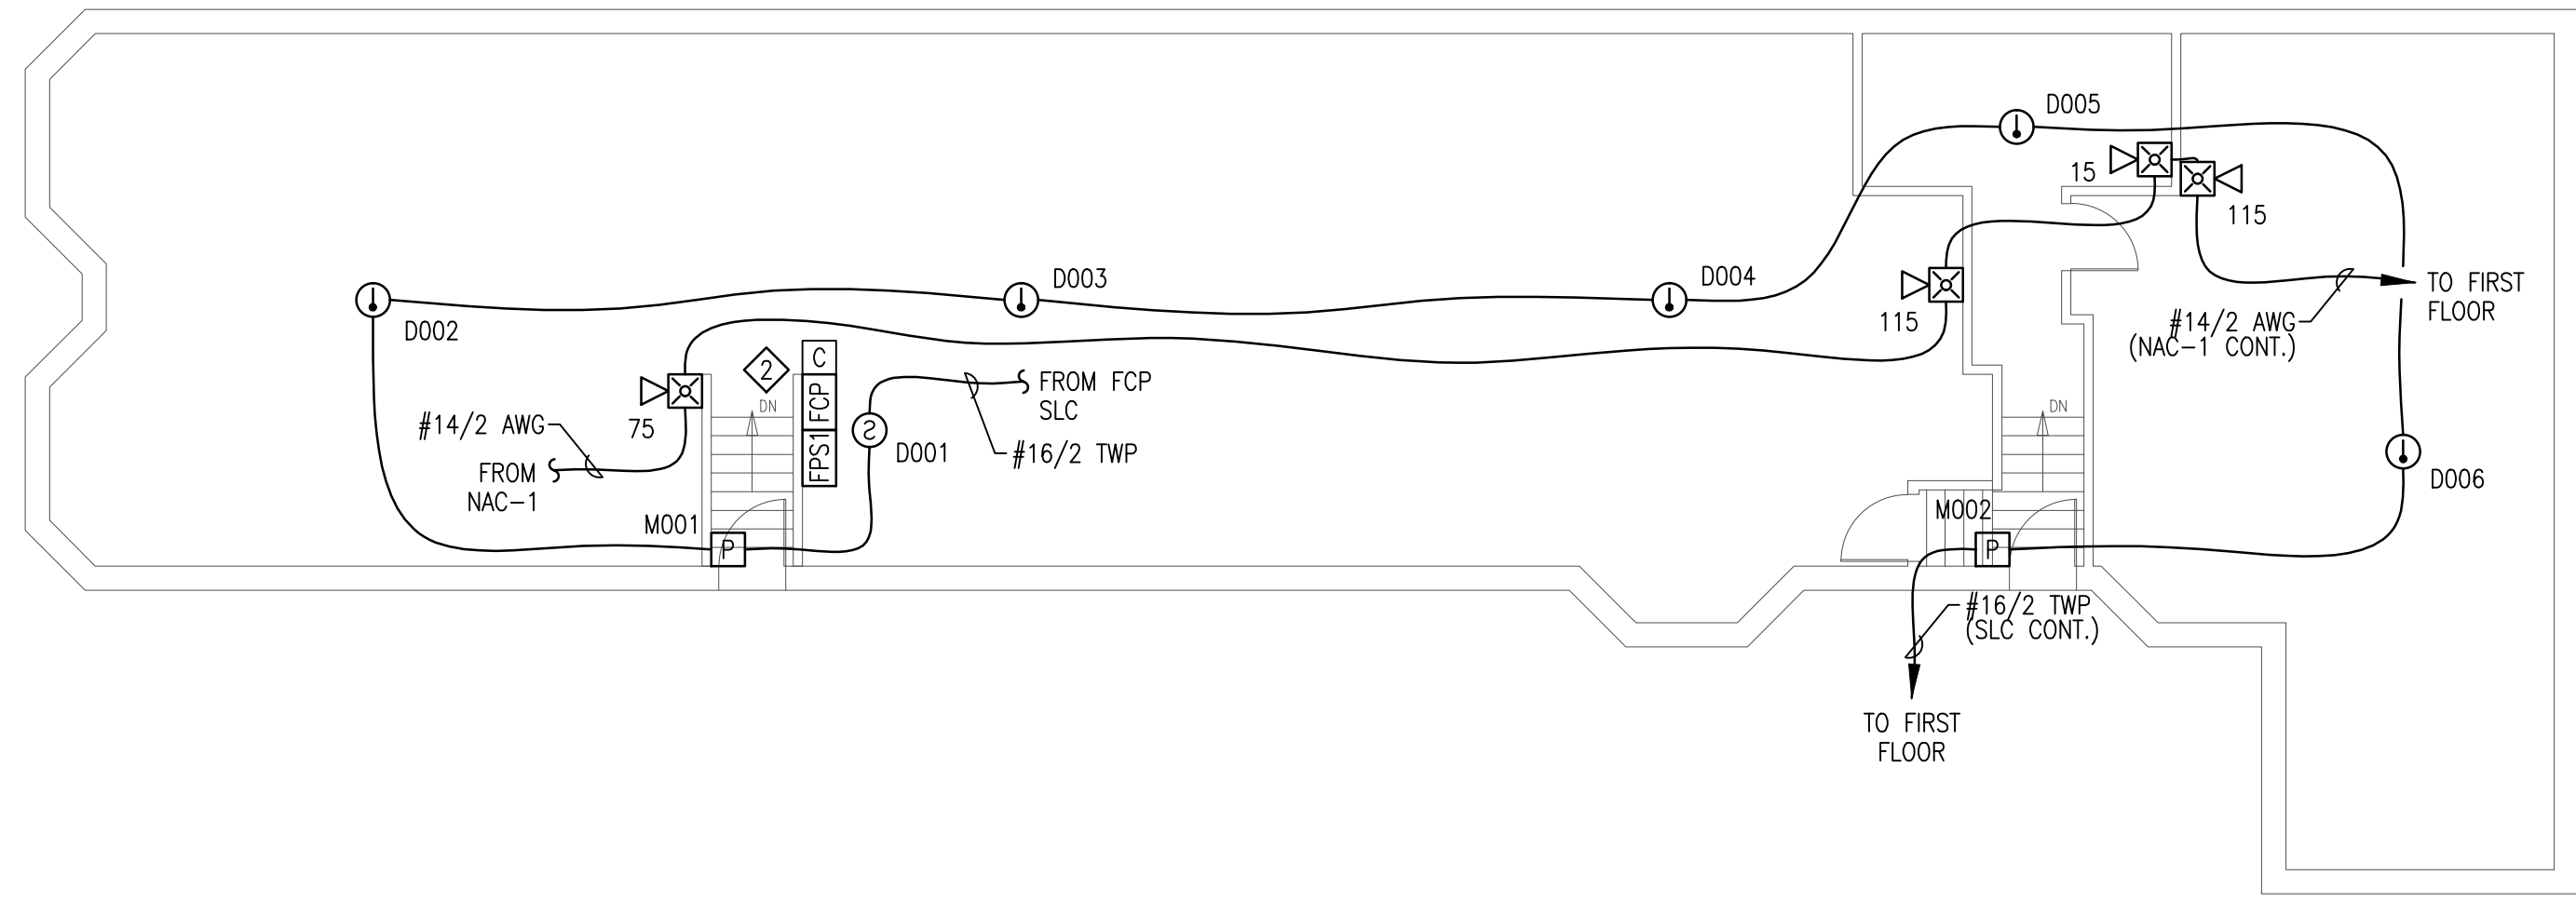 D005
15
115
D003
D004
TO FIRST
FLOOR
D002
115
#14/2 AWG
(NAC-1 CONT.)
C
2
FCP
FROM FCP
SLC
DN
DN
75
#14/2 AWG
FPS1
S
D001
#16/2 TWP
FROM
NAC-1
D006
M001
M002
P
P
#16/2 TWP
(SLC CONT.)
TO FIRST
FLOOR